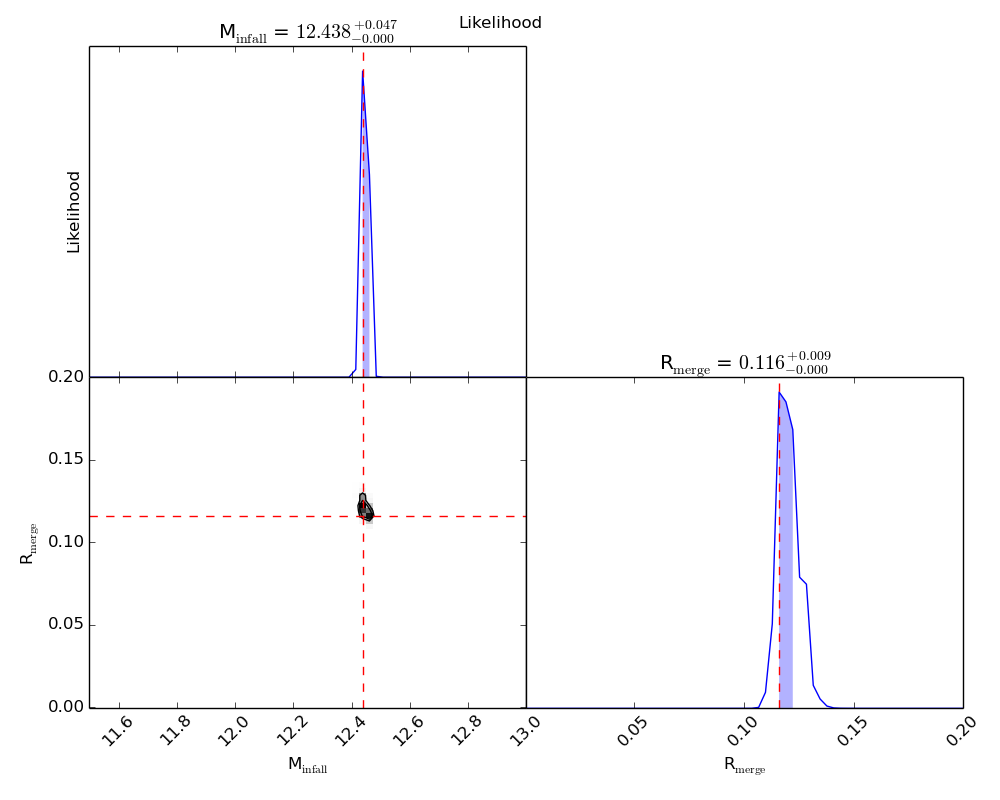 Likelihood
M_infall = 12.438 +0.047 -0.000
Likelihood
0.20
R_merge = 0.116 +0.009 -0.000
0.15
0.10
0.05
0.00
R_merge
11.6 11.8 12.0 12.2 12.4 12.6 12.8 13.0 0.05 0.10 0.15 0.20
M_infall R_merge